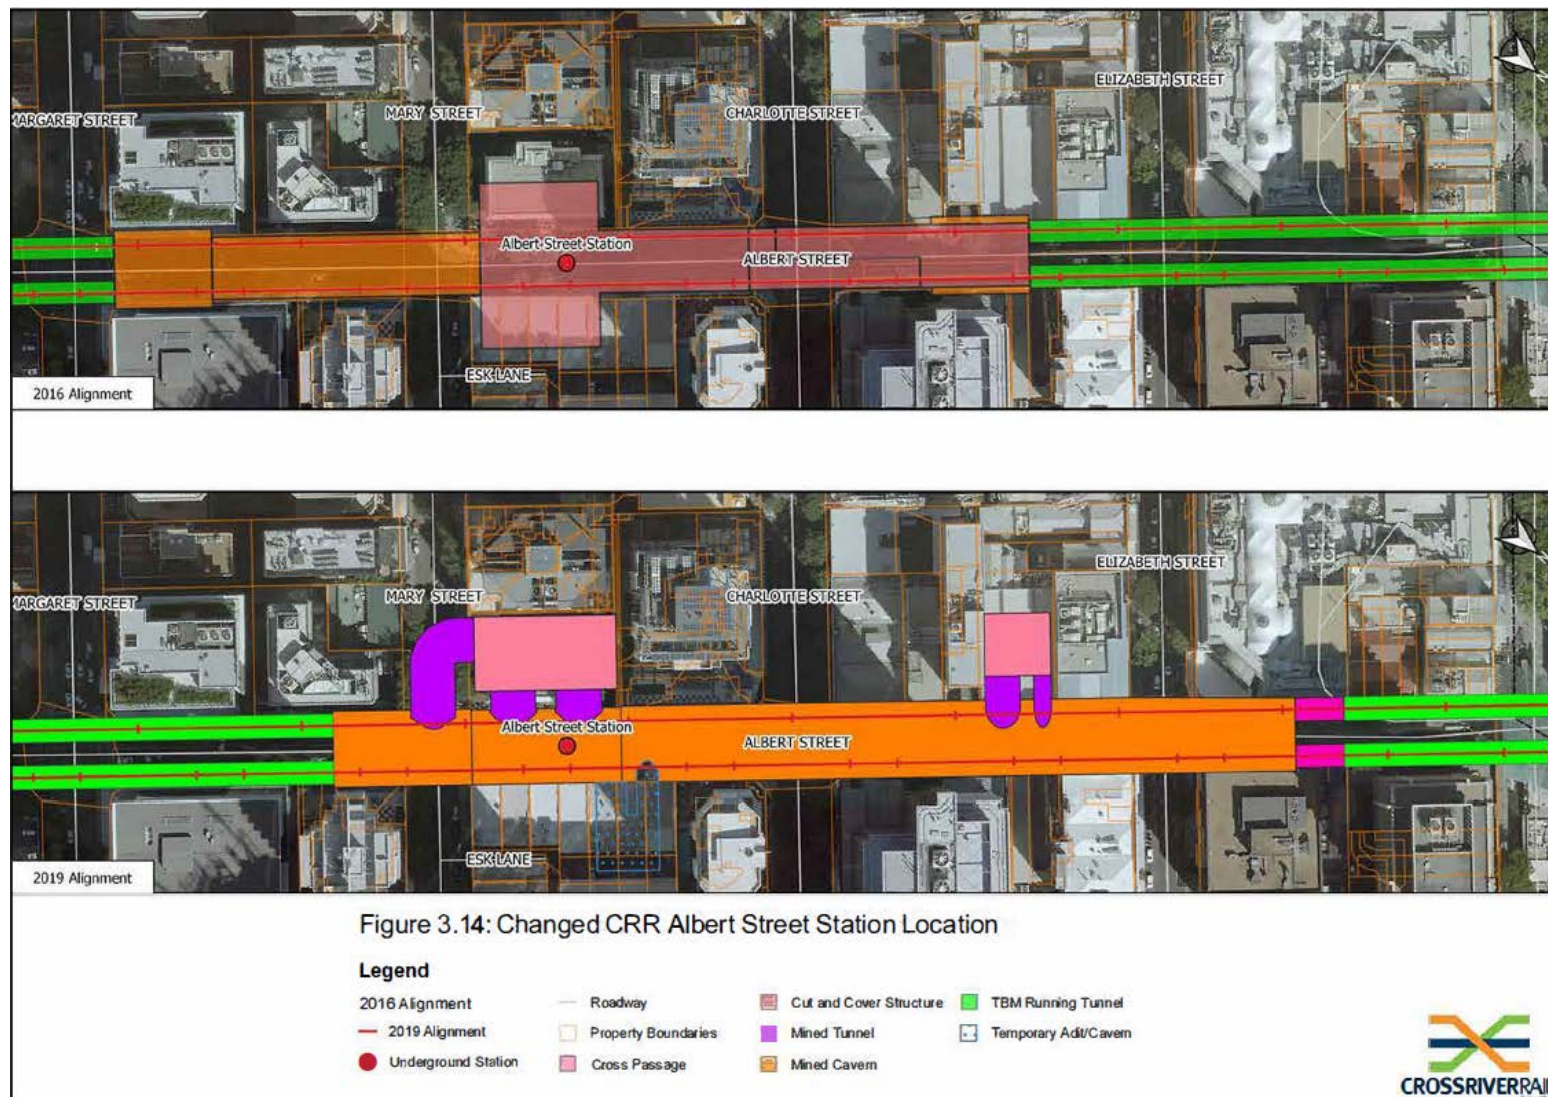 ELIZABETH STREET
MARGARET STREET
MARY STREET
CHARLOTTE STREET
Albert Street Station
ALBERT STREET
ESK LANE
2016 Alignment
ELIZABETH STREET
MARGARET STREET
MARY STREET
CHARLOTTE STREET
Albert Street Station
ALBERT STREET
ESK LANE
2019 Alignment
Figure 3.14: Changed CRR Albert Street Station Location
Legend
2016 Alignment
2019 Alignment
Underground Station
Roadway
Property Boundaries
Cross Passage
Cut and Cover Structure
Mined Tunnel
Mined Cavern
TBM Running Tunnel
Temporary Adit/Cavern
CROSSRIVERRAIL